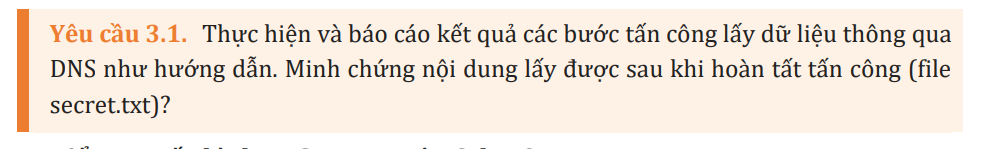 Yêu cầu 3.1. Thực hiện và báo cáo kết quả các bước tấn công lấy dữ liệu thông qua
DNS như hướng dẫn. Minh chứng nội dung lấy được sau khi hoàn tất tấn công (file
secret.txt)?